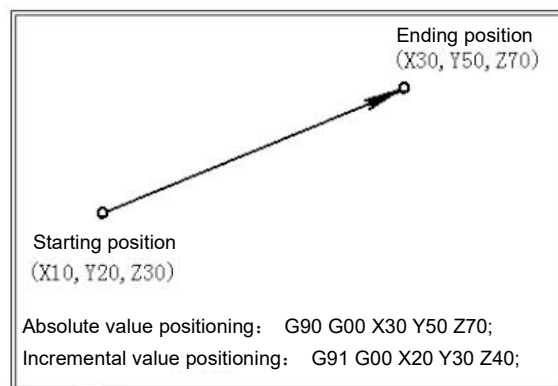 Ending position
(X30, Y50, Z70)
Starting position
(X10, Y20, Z30)
Absolute value positioning： G90 G00 X30 Y50 Z70;
Incremental value positioning： G91 G00 X20 Y30 Z40;